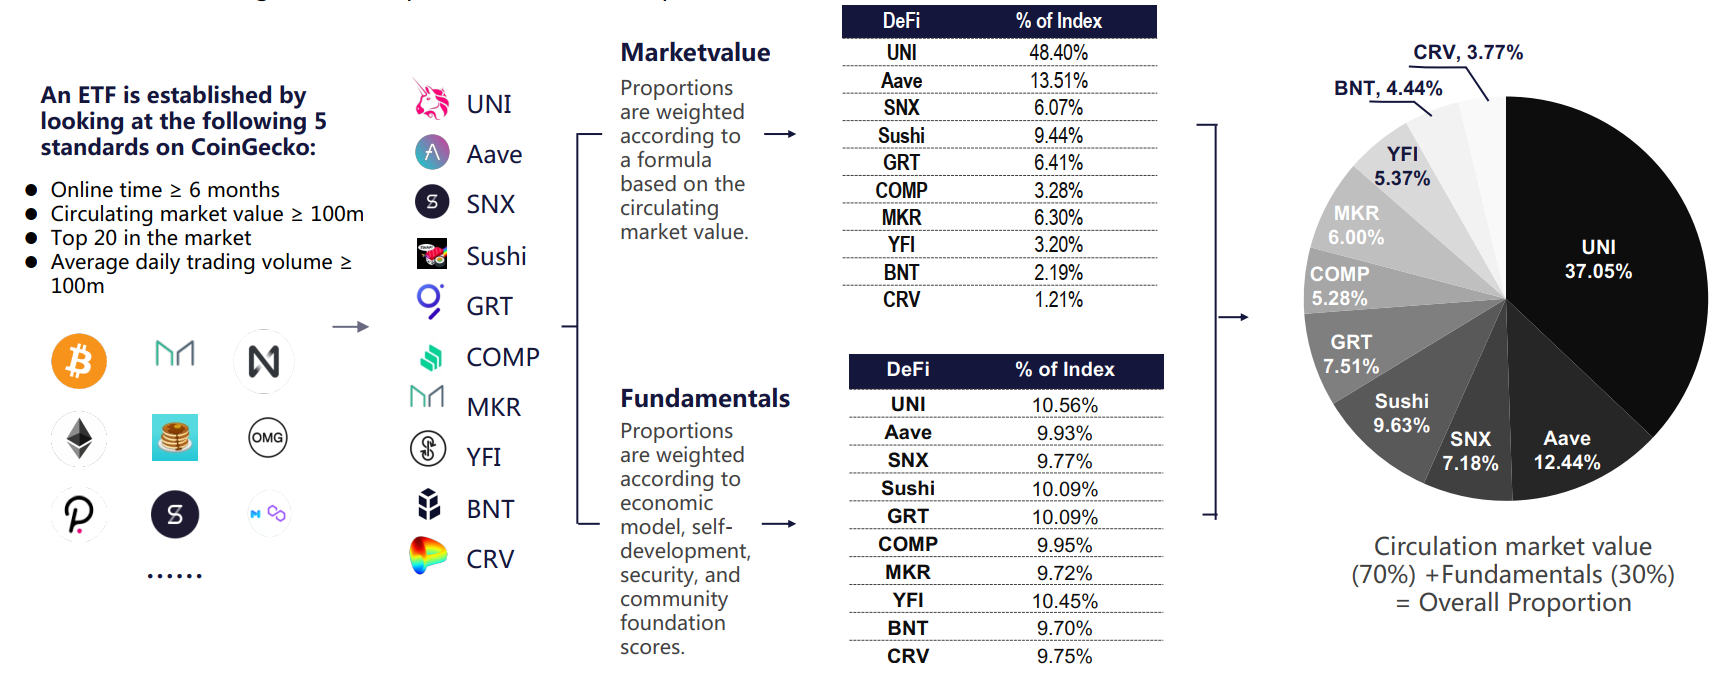 An ETF is established by
looking at the following 5
standards on CoinGecko:
● Online time ≥ 6 months
● Circulating market value ≥ 100m
● Top 20 in the market
● Average daily trading volume ≥
100m
OMG
......
UNI
Aave
SNX
Sushi
GRT
COMP
MKR
YFI
BNT
CRV
Marketvalue
Proportions
are weighted
according to
a formula
based on the
circulating
market value.
Fundamentals
Proportions
are weighted
according to
economic
model, self-
development,
security, and
community
foundation
scores.
DeFi % of Index
UNI 48.40%
Aave 13.51%
SNX 6.07%
Sushi 9.44%
GRT 6.41%
COMP 3.28%
MKR 6.30%
YFI 3.20%
BNT 2.19%
CRV 1.21%
DeFi % of Index
UNI 10.56%
Aave 9.93%
SNX 9.77%
Sushi 10.09%
GRT 10.09%
COMP 9.95%
MKR 9.72%
YFI 10.45%
BNT 9.70%
CRV 9.75%
CRV, 3.77%
BNT, 4.44%
YFI
5.37%
MKR
6.00%
COMP
5.28%
GRT
7.51%
Sushi
9.63%
SNX
7.18%
Aave
12.44%
UNI
37.05%
Circulation market value
(70%) +Fundamentals (30%)
= Overall Proportion